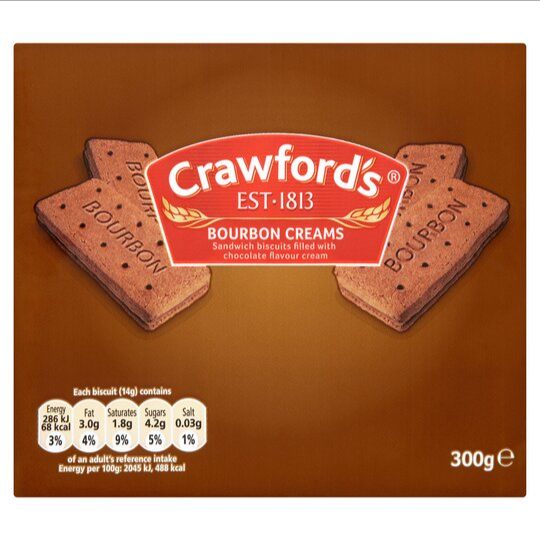 Crawford's®
EST·1813
BOURBON CREAMS
Sandwich biscuits filled with
chocolate flavour cream
BOURBON
BOUR
BOURBON
BOURBON
Each biscuit (14g) contains
Energy Fat Saturates Sugars Salt
286 kJ
68 kcal 3.0g 1.8g 4.2g 0.03g
3% 4% 9% 5% 1%
of an adult's reference intake
Energy per 100g: 2045 kJ, 488 kcal
300g e